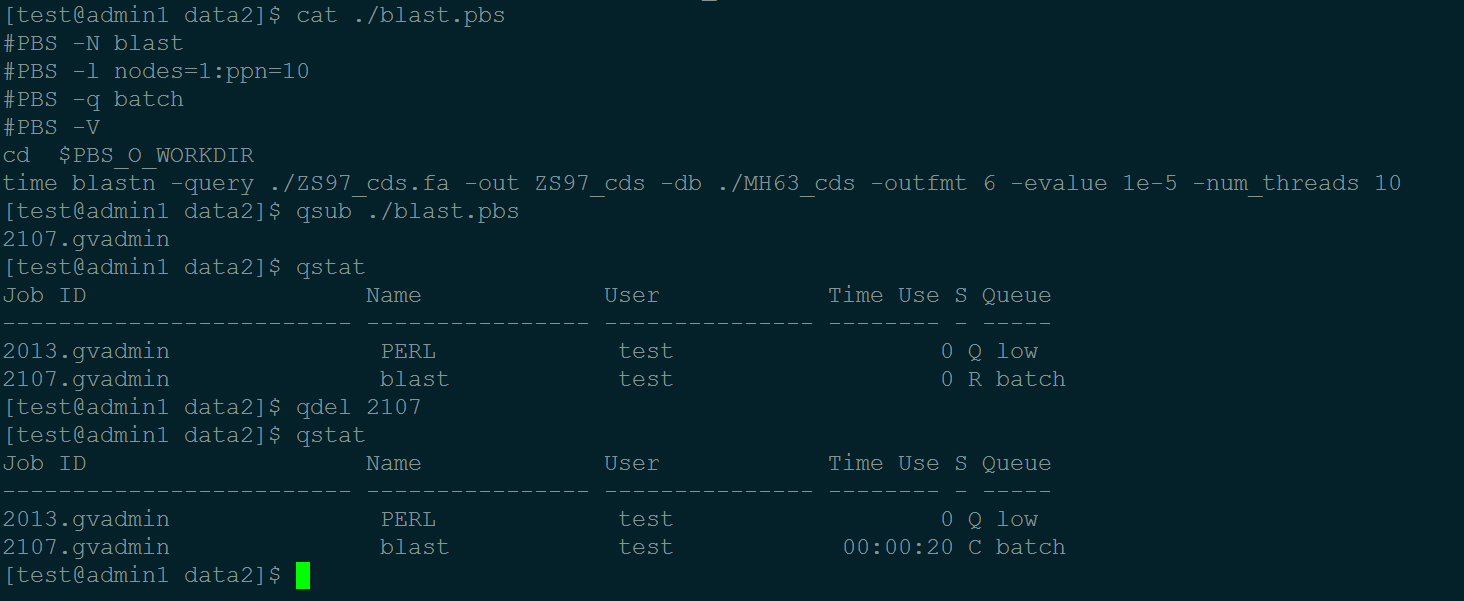 [test@admin1 data2]$ cat ./blast.pbs
#PBS -N blast
#PBS -l nodes=1:ppn=10
#PBS -q batch
#PBS -V
cd  $PBS_O_WORKDIR
time blastn -query ./ZS97_cds.fa -out ZS97_cds -db ./MH63_cds -outfmt 6 -evalue 1e-5 -num_threads 10
[test@admin1 data2]$ qsub ./blast.pbs
2107.gvadmin
[test@admin1 data2]$ qstat
Job ID                    Name             User            Time Use S Queue
------------------------- ---------------- --------------- -------- - -----
2013.gvadmin               PERL             test                   0 Q low
2107.gvadmin               blast            test                   0 R batch
[test@admin1 data2]$ qdel 2107
[test@admin1 data2]$ qstat
Job ID                    Name             User            Time Use S Queue
------------------------- ---------------- --------------- -------- - -----
2013.gvadmin               PERL             test                   0 Q low
2107.gvadmin               blast            test            00:00:20 C batch
[test@admin1 data2]$